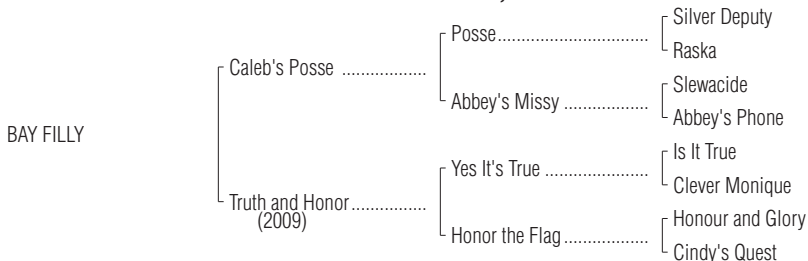 Silver Deputy
Posse................................
Raska
Caleb's Posse ..................
Slewacide
Abbey's Missy ..................
Abbey's Phone
BAY FILLY
Is It True
Yes It's True ......................
Clever Monique
Truth and Honor................
(2009)
Honour and Glory
Honor the Flag..................
Cindy's Quest